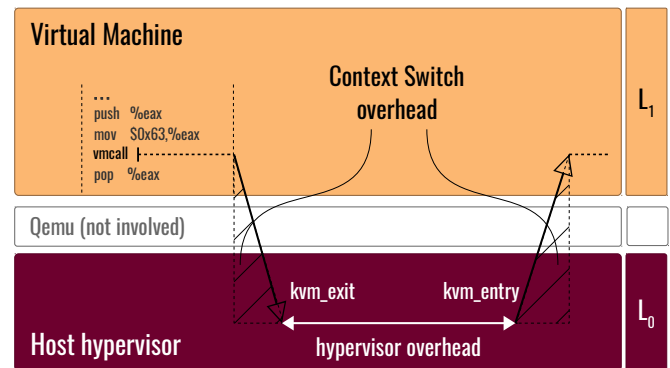 Virtual Machine
Context Switch
overhead
L1
...
push %eax
mov $0x63,%eax
vmcall
pop %eax
Qemu (not involved)
kvm_exit
kvm_entry
Host hypervisor
hypervisor overhead
L0